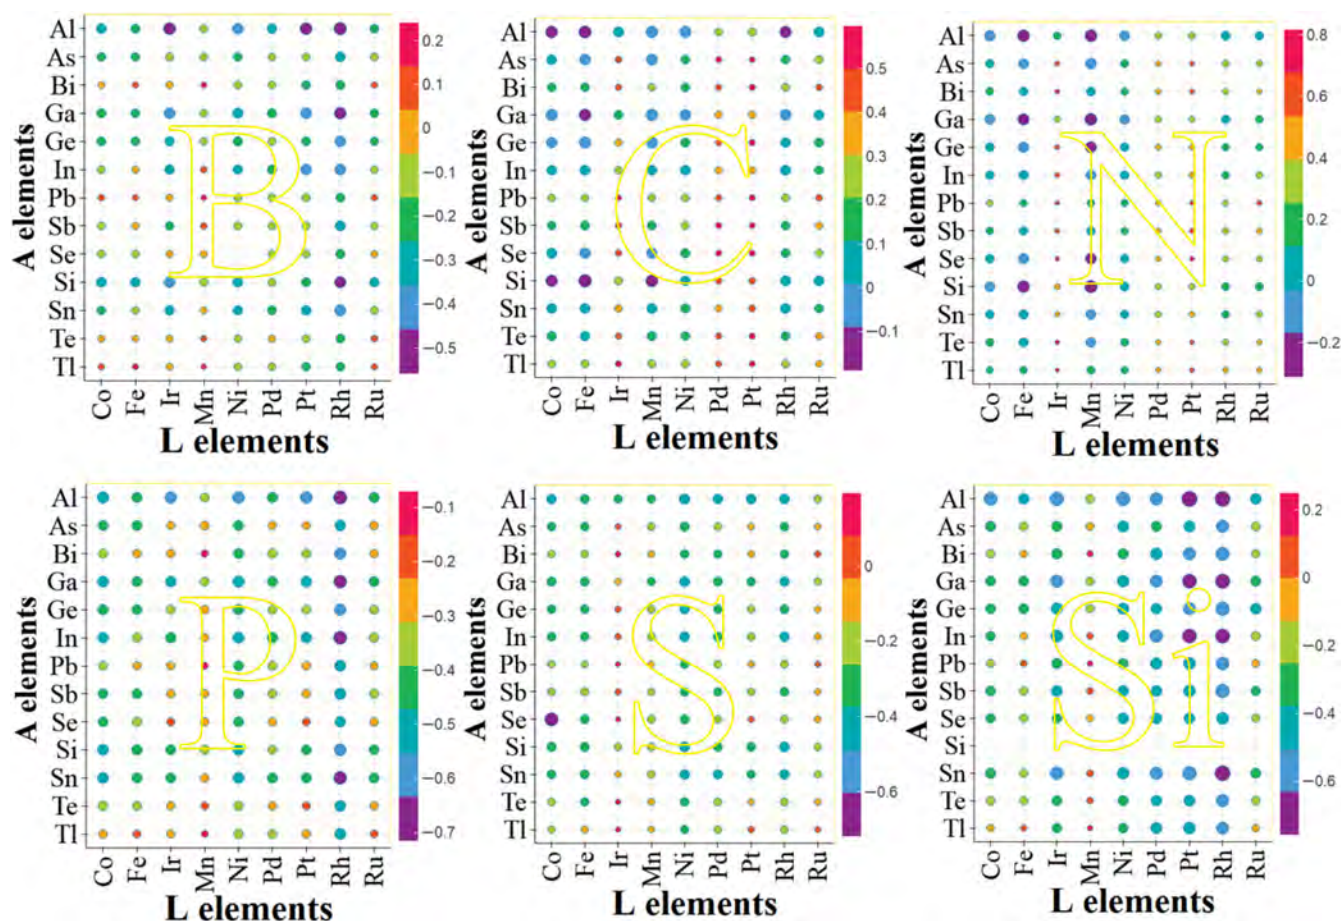 A elements
Al
As
Bi
Ga
Ge
In
Pb
Sb
Se
Si
Sn
Te
Tl
B
Co Fe Ir Mn Ni Pd Pt Rh Ru
L elements
0.2
0.1
0
−0.1
−0.2
−0.3
−0.4
−0.5
A elements
Al
As
Bi
Ga
Ge
In
Pb
Sb
Se
Si
Sn
Te
Tl
C
Co Fe Ir Mn Ni Pd Pt Rh Ru
L elements
0.5
0.4
0.3
0.2
0.1
0
−0.1
A elements
Al
As
Bi
Ga
Ge
In
Pb
Sb
Se
Si
Sn
Te
Tl
N
Co Fe Ir Mn Ni Pd Pt Rh Ru
L elements
0.8
0.6
0.4
0.2
0
−0.2
A elements
Al
As
Bi
Ga
Ge
In
Pb
Sb
Se
Si
Sn
Te
Tl
P
Co Fe Ir Mn Ni Pd Pt Rh Ru
L elements
−0.1
−0.2
−0.3
−0.4
−0.5
−0.6
−0.7
A elements
Al
As
Bi
Ga
Ge
In
Pb
Sb
Se
Si
Sn
Te
Tl
S
Co Fe Ir Mn Ni Pd Pt Rh Ru
L elements
0
−0.2
−0.4
−0.6
A elements
Al
As
Bi
Ga
Ge
In
Pb
Sb
Se
Si
Sn
Te
Tl
Si
Co Fe Ir Mn Ni Pd Pt Rh Ru
L elements
0.2
0
−0.2
−0.4
−0.6